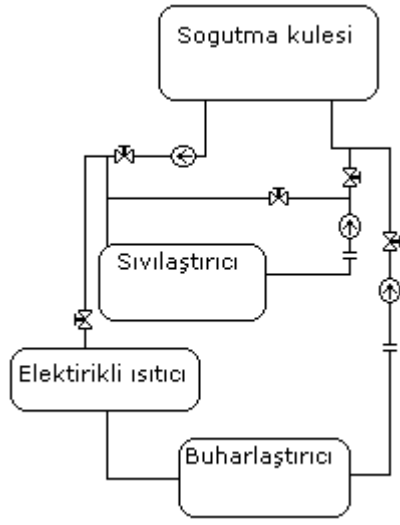 Sogutma kulesi
Sıvılaştırıcı
Elektirikli ısıtıcı
Buharlaştırıcı